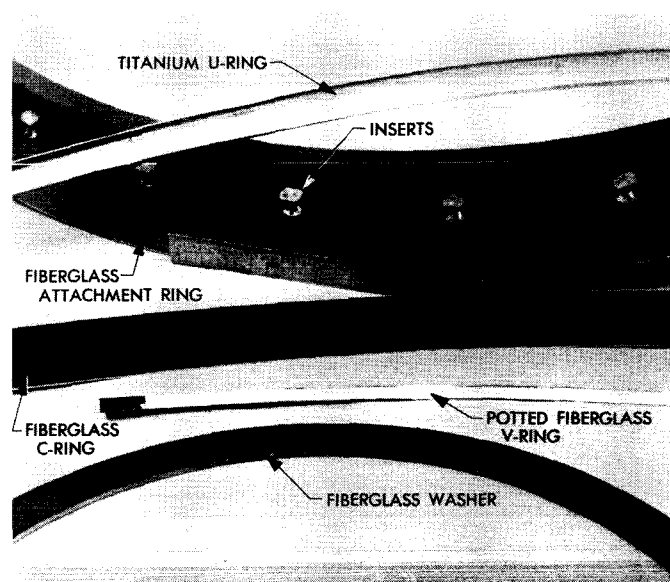 TITANIUM U-RING
INSERTS
FIBERGLASS
ATTACHMENT RING
FIBERGLASS
C-RING
POTTED FIBERGLASS
V-RING
FIBERGLASS WASHER